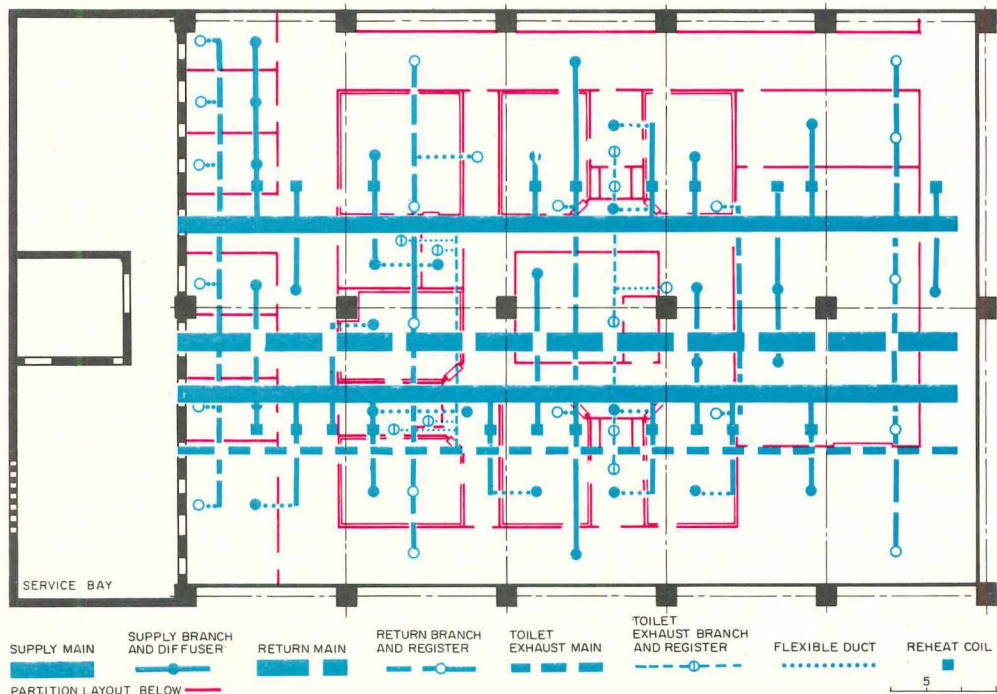 SERVICE BAY
SUPPLY MAIN
SUPPLY BRANCH
AND DIFFUSER
RETURN MAIN
RETURN BRANCH
AND REGISTER
TOILET
EXHAUST MAIN
TOILET
EXHAUST BRANCH
AND REGISTER
FLEXIBLE DUCT
REHEAT COIL
PARTITION LAYOUT BELOW
5